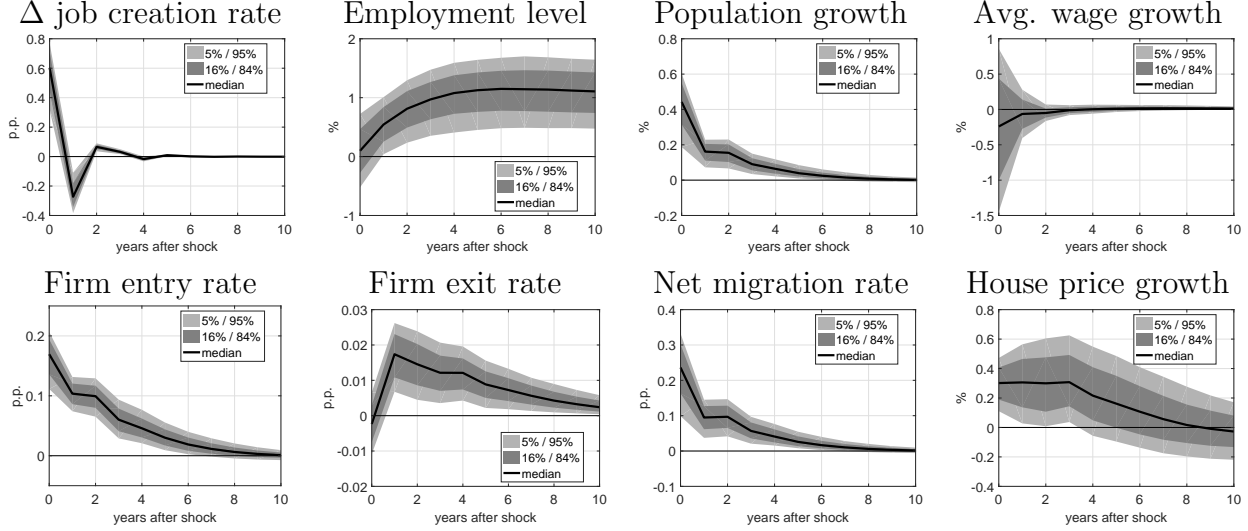 Δ job creation rate
0.8
0.6
0.4
0.2
0
-0.2
-0.4
p.p.
5% / 95%
16% / 84%
median
0 2 4 6 8 10
years after shock
Employment level
2
1
0
-1
%
5% / 95%
16% / 84%
median
0 2 4 6 8 10
years after shock
Population growth
0.8
0.6
0.4
0.2
0
-0.2
%
5% / 95%
16% / 84%
median
0 2 4 6 8 10
years after shock
Avg. wage growth
1
0.5
0
-0.5
-1
-1.5
%
5% / 95%
16% / 84%
median
0 2 4 6 8 10
years after shock
Firm entry rate
0.2
0.1
0
p.p.
5% / 95%
16% / 84%
median
0 2 4 6 8 10
years after shock
Firm exit rate
0.03
0.02
0.01
0
-0.01
-0.02
p.p.
5% / 95%
16% / 84%
median
0 2 4 6 8 10
years after shock
Net migration rate
0.4
0.3
0.2
0.1
0
-0.1
p.p.
5% / 95%
16% / 84%
median
0 2 4 6 8 10
years after shock
House price growth
0.8
0.6
0.4
0.2
0
-0.2
-0.4
%
5% / 95%
16% / 84%
median
0 2 4 6 8 10
years after shock